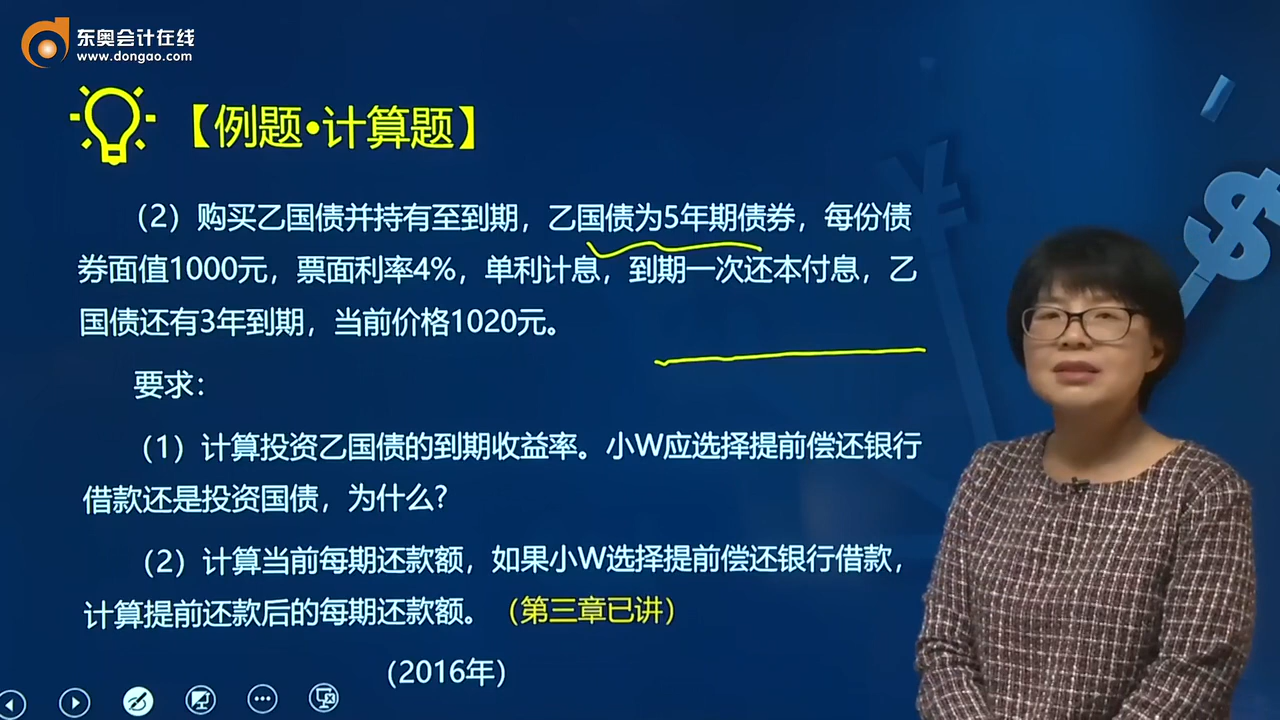 东奥会计在线
www.dongao.com
【例题•计算题】
（2）购买乙国债并持有至到期，乙国债为5年期债券，每份债
券面值1000元，票面利率4%，单利计息，到期一次还本付息，乙
国债还有3年到期，当前价格1020元。
要求：
（1）计算投资乙国债的到期收益率。小W应选择提前偿还银行
借款还是投资国债，为什么?
（2）计算当前每期还款额，如果小W选择提前偿还银行借款，
计算提前还款后的每期还款额。（第三章已讲）
（2016年）